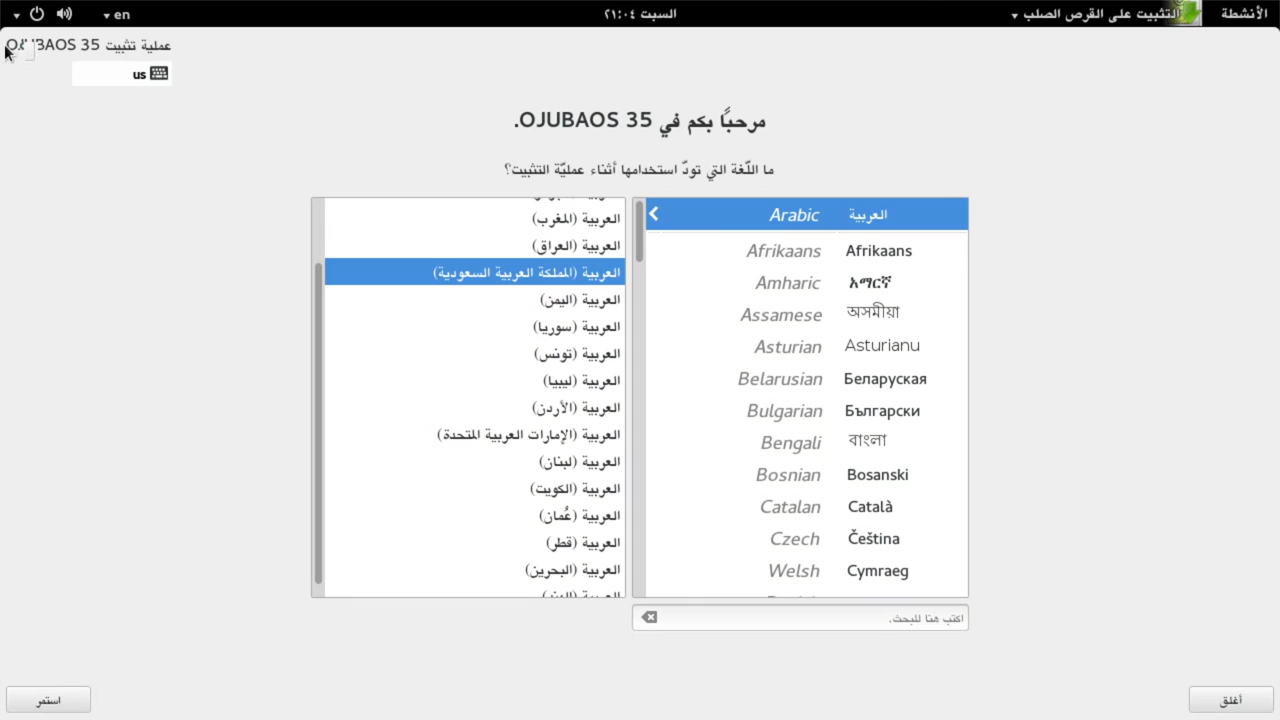 الأنشطة
التثبيت على القرص الصلب
السبت ٢١:٠٤
en
عملية تثبيت OJUBAOS 35
us
مرحبًا بكم في OJUBAOS 35.
ما اللّغة التي تودّ استخدامها أثناء عمليّة التثبيت؟
العربية Arabic
Afrikaans Afrikaans
አማርኛ Amharic
অসমীয়া Assamese
Asturianu Asturian
Беларуская Belarusian
Български Bulgarian
বাংলা Bengali
Bosanski Bosnian
Català Catalan
Čeština Czech
Cymraeg Welsh
اكتب هنا للبحث.
العربية (المغرب)
العربية (العراق)
العربية (المملكة العربية السعودية)
العربية (اليمن)
العربية (سوريا)
العربية (تونس)
العربية (ليبيا)
العربية (الأردن)
العربية (الإمارات العربية المتحدة)
العربية (لبنان)
العربية (الكويت)
العربية (عُمان)
العربية (قطر)
العربية (البحرين)
أغلق
استمر